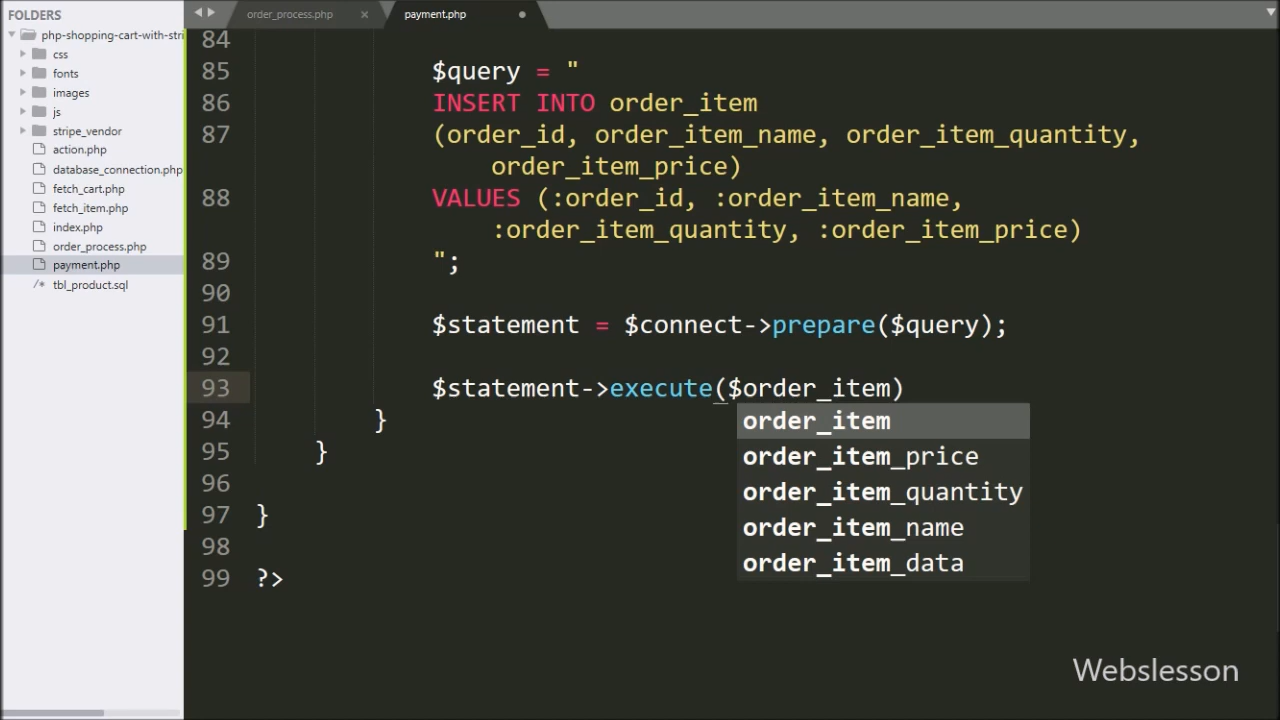 FOLDERS
php-shopping-cart-with-stri
css
fonts
images
js
stripe_vendor
action.php
database_connection.php
fetch_cart.php
fetch_item.php
index.php
order_process.php
payment.php
/* tbl_product.sql
order_process.php ×
payment.php
84
85 $query = "
86 INSERT INTO order_item
87 (order_id, order_item_name, order_item_quantity,
order_item_price)
88 VALUES (:order_id, :order_item_name,
:order_item_quantity, :order_item_price)
89 ";
90
91 $statement = $connect->prepare($query);
92
93 $statement->execute($order_item)
94 }
95 }
96
97 }
98
99 ?>
order_item
order_item_price
order_item_quantity
order_item_name
order_item_data
Webslesson